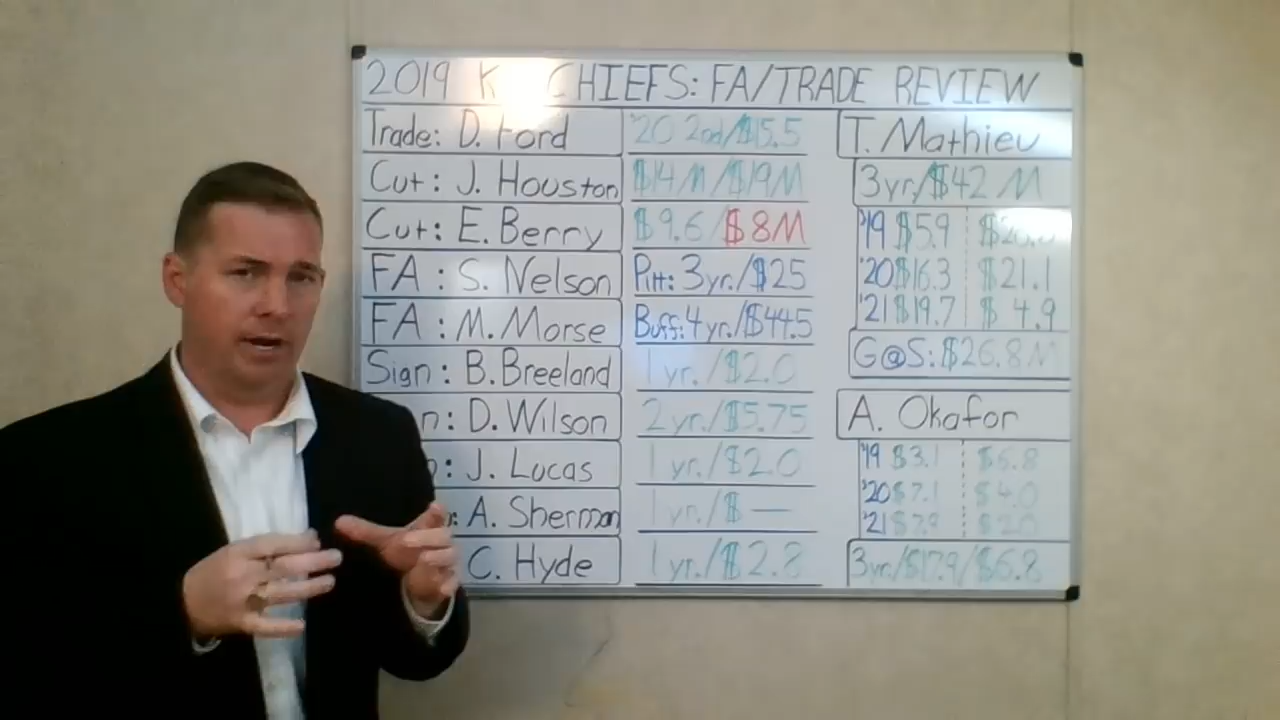 2019 K CHIEFS: FA/TRADE REVIEW
Trade: D. Ford '20 2nd/$15.5
Cut: J. Houston $14M/$19M
Cut: E. Berry $9.6/$8M
FA: S. Nelson Pitt: 3yr./$25
FA: M. Morse Buff: 4yr./$44.5
Sign: B. Breeland 1yr./$2.0
n: D. Wilson 2yr./$5.75
: J. Lucas 1yr./$2.0
: A. Sherman 1yr./$ —
C. Hyde 1yr./$2.8
T. Mathieu
3yr/$42 M
'19 $5.9
'20 $16.3 $21.1
'21 $19.7 $4.9
G@S: $26.8M
A. Okafor
'19 $3.1 $6.8
'20 $7.1 $4.0
'21 $7.9 $2.0
3yr/$17.9/$6.8